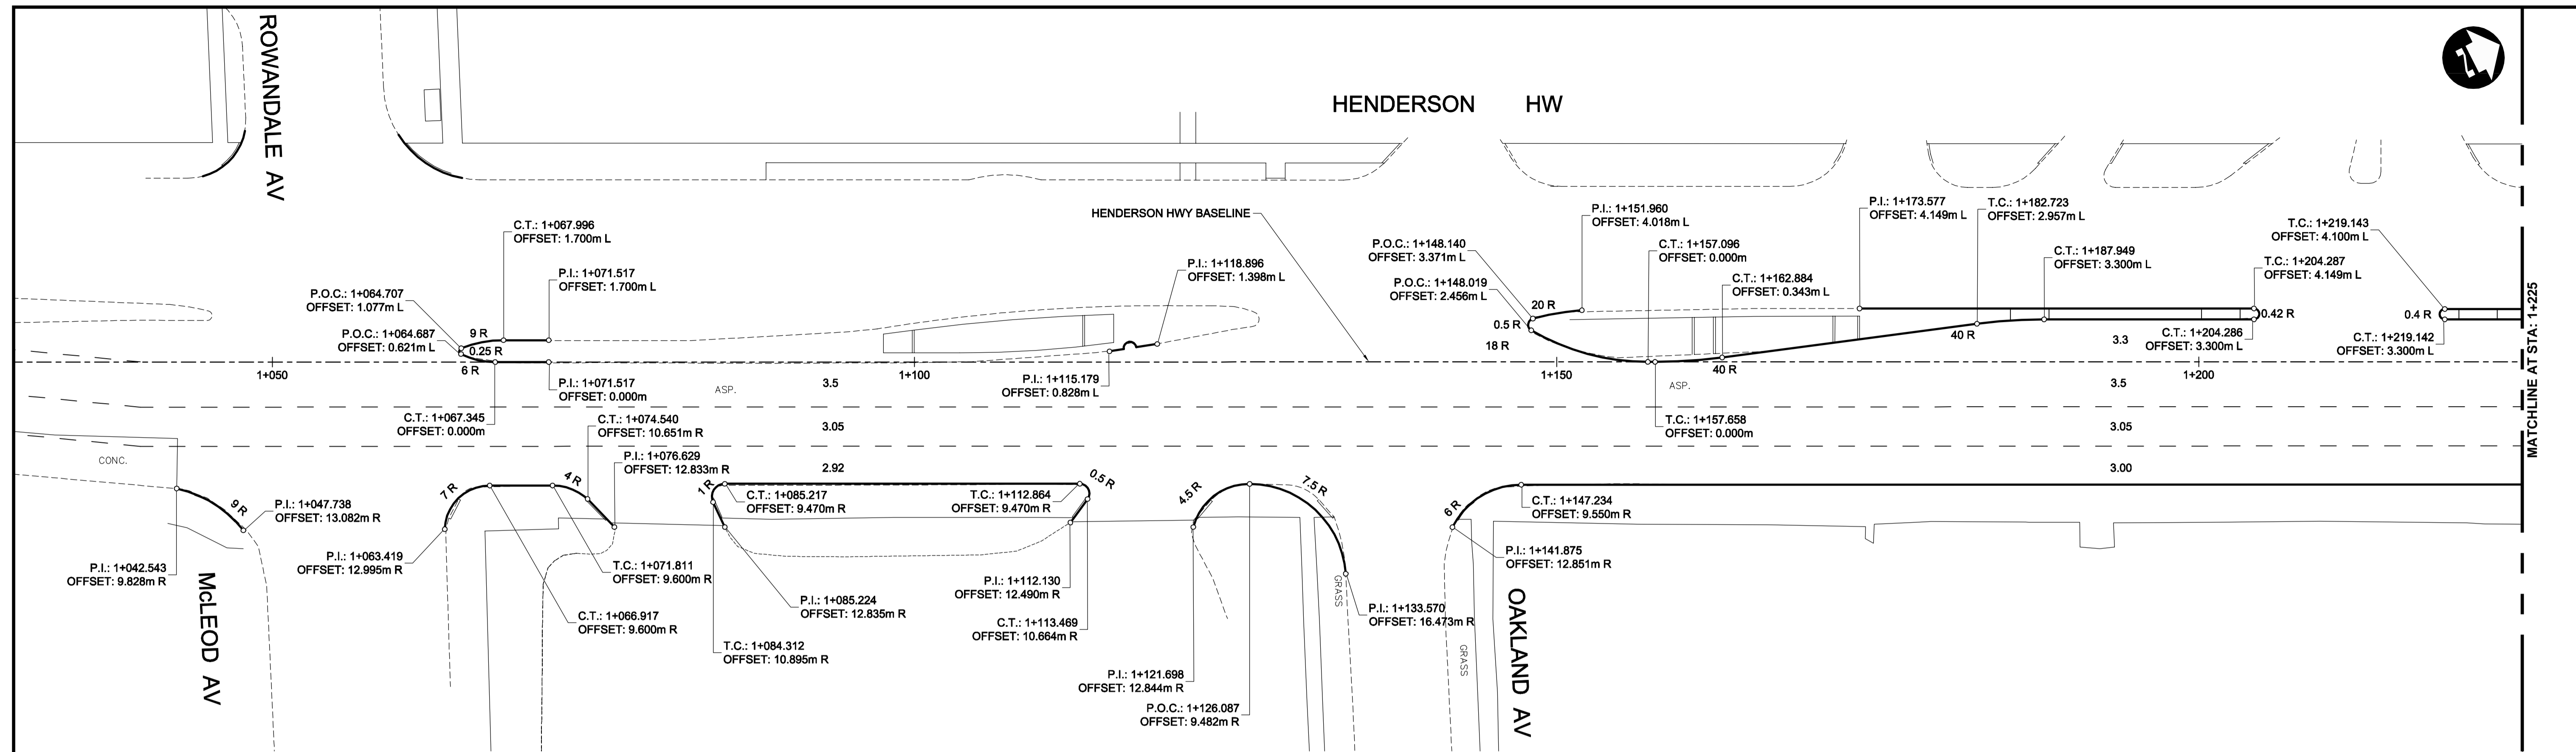 ROWANDALE AV
HENDERSON HW
HENDERSON HWY BASELINE
C.T.: 1+067.996
OFFSET: 1.700m L
P.I.: 1+071.517
OFFSET: 1.700m L
P.O.C.: 1+064.707
OFFSET: 1.077m L
P.O.C.: 1+064.687
OFFSET: 0.621m L
9 R
0.25 R
6 R
1+050
P.I.: 1+071.517
OFFSET: 0.000m
C.T.: 1+067.345
OFFSET: 0.000m
P.I.: 1+118.896
OFFSET: 1.398m L
P.I.: 1+115.179
OFFSET: 0.828m L
1+100
ASP.
3.5
3.05
2.92
P.I.: 1+151.960
OFFSET: 4.018m L
P.O.C.: 1+148.140
OFFSET: 3.371m L
P.O.C.: 1+148.019
OFFSET: 2.456m L
C.T.: 1+157.096
OFFSET: 0.000m
C.T.: 1+162.884
OFFSET: 0.343m L
20 R
0.5 R
18 R
1+150
ASP.
40 R
T.C.: 1+157.658
OFFSET: 0.000m
P.I.: 1+173.577
OFFSET: 4.149m L
T.C.: 1+182.723
OFFSET: 2.957m L
C.T.: 1+187.949
OFFSET: 3.300m L
40 R
T.C.: 1+219.143
OFFSET: 4.100m L
T.C.: 1+204.287
OFFSET: 4.149m L
0.42 R
0.4 R
C.T.: 1+204.286
OFFSET: 3.300m L
C.T.: 1+219.142
OFFSET: 3.300m L
3.3
1+200
3.5
3.05
3.00
MATCHLINE AT STA: 1+225
CONC.
9 R
P.I.: 1+047.738
OFFSET: 13.082m R
P.I.: 1+042.543
OFFSET: 9.828m R
McLEOD AV
7 R
P.I.: 1+063.419
OFFSET: 12.995m R
4 R
C.T.: 1+074.540
OFFSET: 10.651m R
P.I.: 1+076.629
OFFSET: 12.833m R
T.C.: 1+071.811
OFFSET: 9.600m R
C.T.: 1+066.917
OFFSET: 9.600m R
1 R
C.T.: 1+085.217
OFFSET: 9.470m R
P.I.: 1+085.224
OFFSET: 12.835m R
T.C.: 1+084.312
OFFSET: 10.895m R
T.C.: 1+112.864
OFFSET: 9.470m R
0.5 R
P.I.: 1+112.130
OFFSET: 12.490m R
C.T.: 1+113.469
OFFSET: 10.664m R
4.5 R
7.5 R
P.I.: 1+121.698
OFFSET: 12.844m R
P.O.C.: 1+126.087
OFFSET: 9.482m R
GRASS
P.I.: 1+133.570
OFFSET: 16.473m R
6 R
C.T.: 1+147.234
OFFSET: 9.550m R
P.I.: 1+141.875
OFFSET: 12.851m R
GRASS
OAKLAND AV